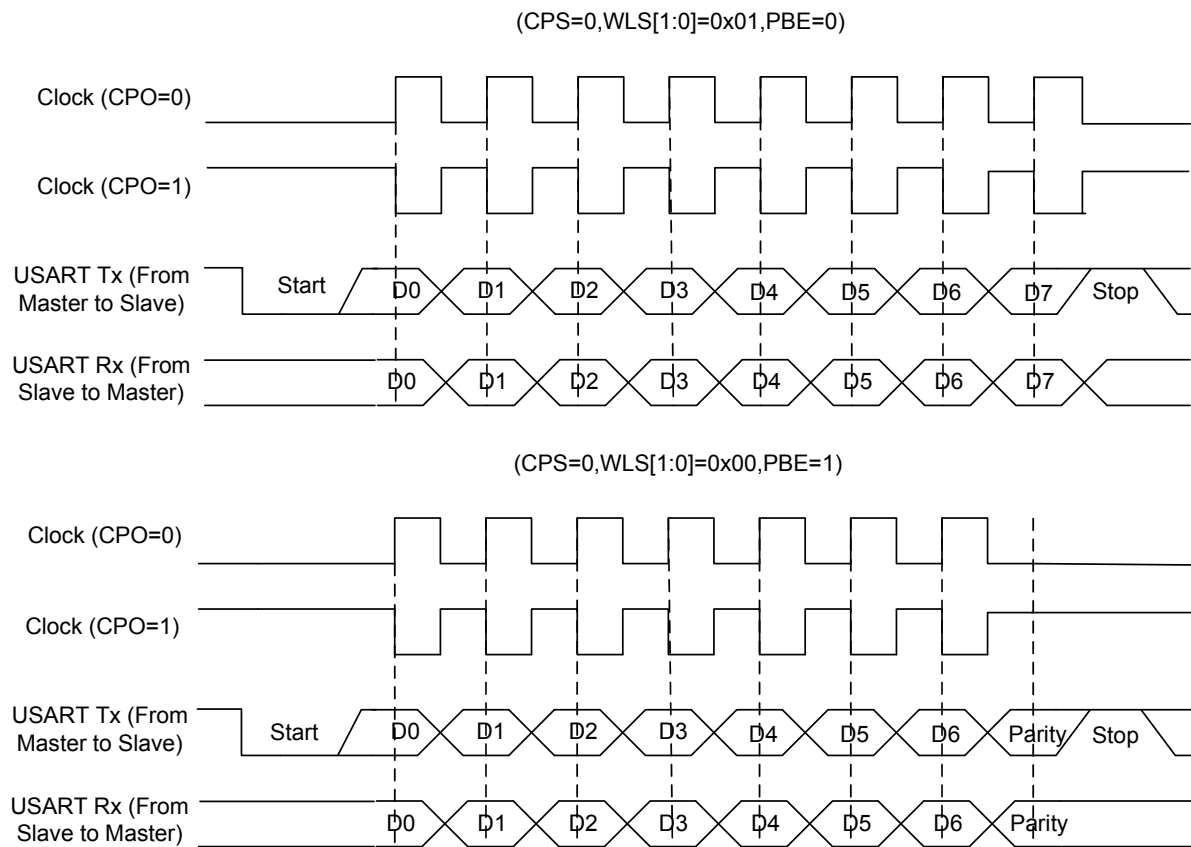 (CPS=0,WLS[1:0]=0x01,PBE=0)
Clock (CPO=0)
Clock (CPO=1)
USART Tx (From
Master to Slave)
Start D0 D1 D2 D3 D4 D5 D6 D7 Stop
USART Rx (From
Slave to Master)
D0 D1 D2 D3 D4 D5 D6 D7
(CPS=0,WLS[1:0]=0x00,PBE=1)
Clock (CPO=0)
Clock (CPO=1)
USART Tx (From
Master to Slave)
Start D0 D1 D2 D3 D4 D5 D6 Parity Stop
USART Rx (From
Slave to Master)
D0 D1 D2 D3 D4 D5 D6 Parity